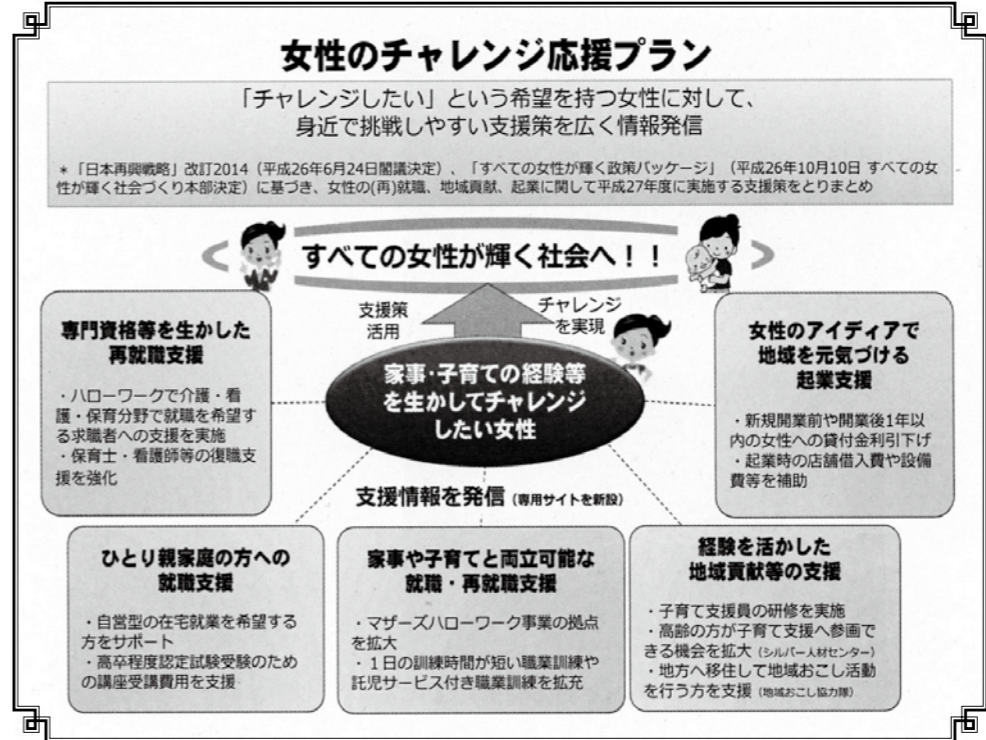 女性のチャレンジ応援プラン
「チャレンジしたい」という希望を持つ女性に対して、
身近で挑戦しやすい支援策を広く情報発信
*「日本再興戦略」改訂2014（平成26年6月24日閣議決定）、「すべての女性が輝く政策パッケージ」（平成26年10月10日 すべての女
性が輝く社会づくり本部決定）に基づき、女性の(再)就職、地域貢献、起業に関して平成27年度に実施する支援策をとりまとめ
すべての女性が輝く社会へ！！
支援策
活用
チャレンジ
を実現
家事・子育ての経験等
を生かしてチャレンジ
したい女性
専門資格等を生かした
再就職支援
・ハローワークで介護・看
護・保育分野で就職を希望す
る求職者への支援を実施
・保育士・看護師等の復職支
援を強化
女性のアイディアで
地域を元気づける
起業支援
・新規開業前や開業後1年以
内の女性への貸付金利引下げ
・起業時の店舗借入費や設備
費等を補助
支援情報を発信（専用サイトを新設）
ひとり親家庭の方への
就職支援
・自営型の在宅就業を希望する
方をサポート
・高卒程度認定試験受験のため
の講座受講費用を支援
家事や子育てと両立可能な
就職・再就職支援
・マザーズハローワーク事業の拠点
を拡大
・１日の訓練時間が短い職業訓練や
託児サービス付き職業訓練を拡充
経験を活かした
地域貢献等の支援
・子育て支援員の研修を実施
・高齢の方が子育て支援へ参画で
きる機会を拡大（シルバー人材センター）
・地方へ移住して地域おこし活動
を行う方を支援（地域おこし協力隊）